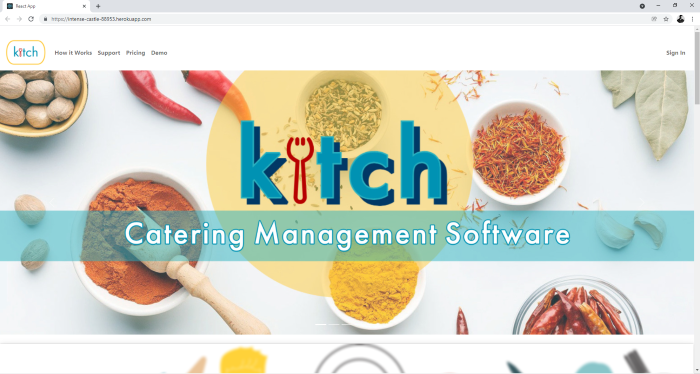 React App
https://intense-castle-88953.herokuapp.com
kitch
How it Works Support Pricing Demo
Sign In
kitch
Catering Management Software